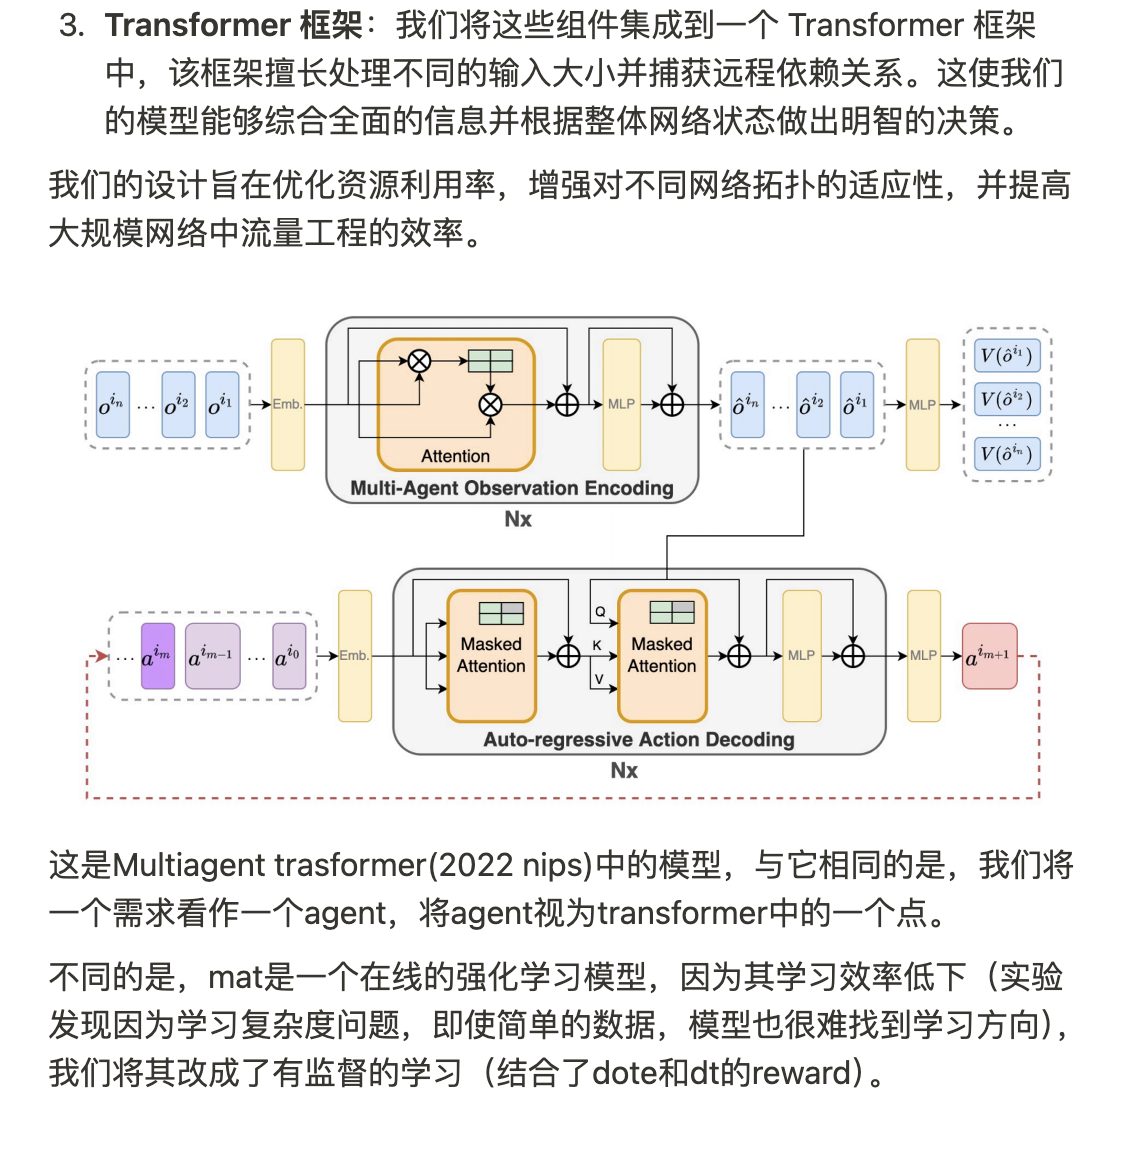 3. Transformer 框架：我们将这些组件集成到一个 Transformer 框架
中，该框架擅长处理不同的输入大小并捕获远程依赖关系。这使我们
的模型能够综合全面的信息并根据整体网络状态做出明智的决策。
我们的设计旨在优化资源利用率，增强对不同网络拓扑的适应性，并提高
大规模网络中流量工程的效率。
o^{i_n} ... o^{i_2} o^{i_1}
Emb.
Attention
MLP
Multi-Agent Observation Encoding
Nx
ô^{i_n} ... ô^{i_2} ô^{i_1}
MLP
V(ô^{i_1})
V(ô^{i_2})
...
V(ô^{i_n})
... a^{i_m} a^{i_{m-1}} ... a^{i_0}
Emb.
Masked
Attention
Q
K
V
Masked
Attention
MLP
Auto-regressive Action Decoding
Nx
MLP
a^{i_{m+1}}
这是Multiagent trasformer(2022 nips)中的模型，与它相同的是，我们将
一个需求看作一个agent，将agent视为transformer中的一个点。
不同的是，mat是一个在线的强化学习模型，因为其学习效率低下（实验
发现因为学习复杂度问题，即使简单的数据，模型也很难找到学习方向），
我们将其改成了有监督的学习（结合了dote和dt的reward）。